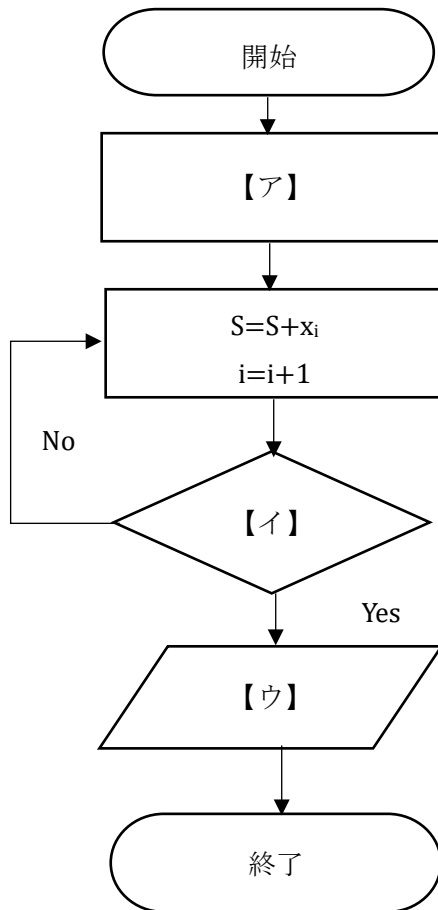 開始
【ア】
S=S+xᵢ
i=i+1
No
【イ】
Yes
【ウ】
終了